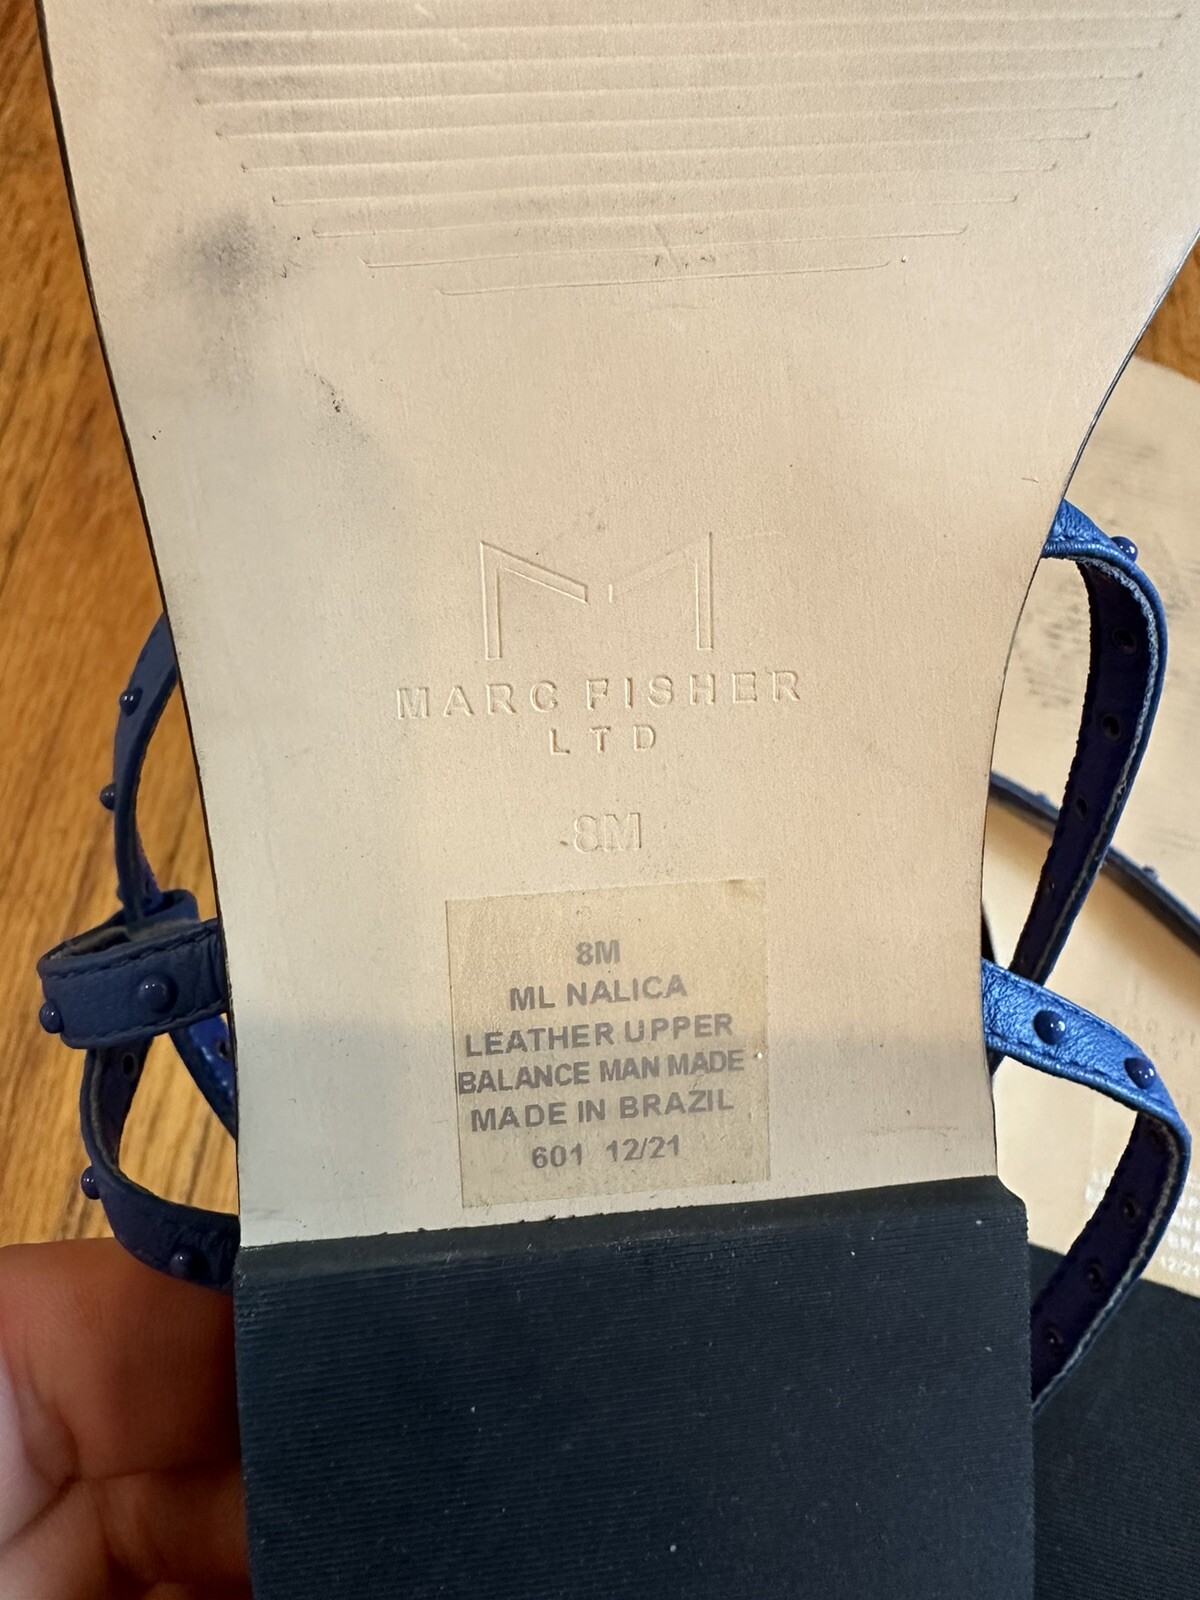 MARC FISHER
LTD
8M
8M
ML NALICA
LEATHER UPPER
BALANCE MAN MADE
MADE IN BRAZIL
601 12/21